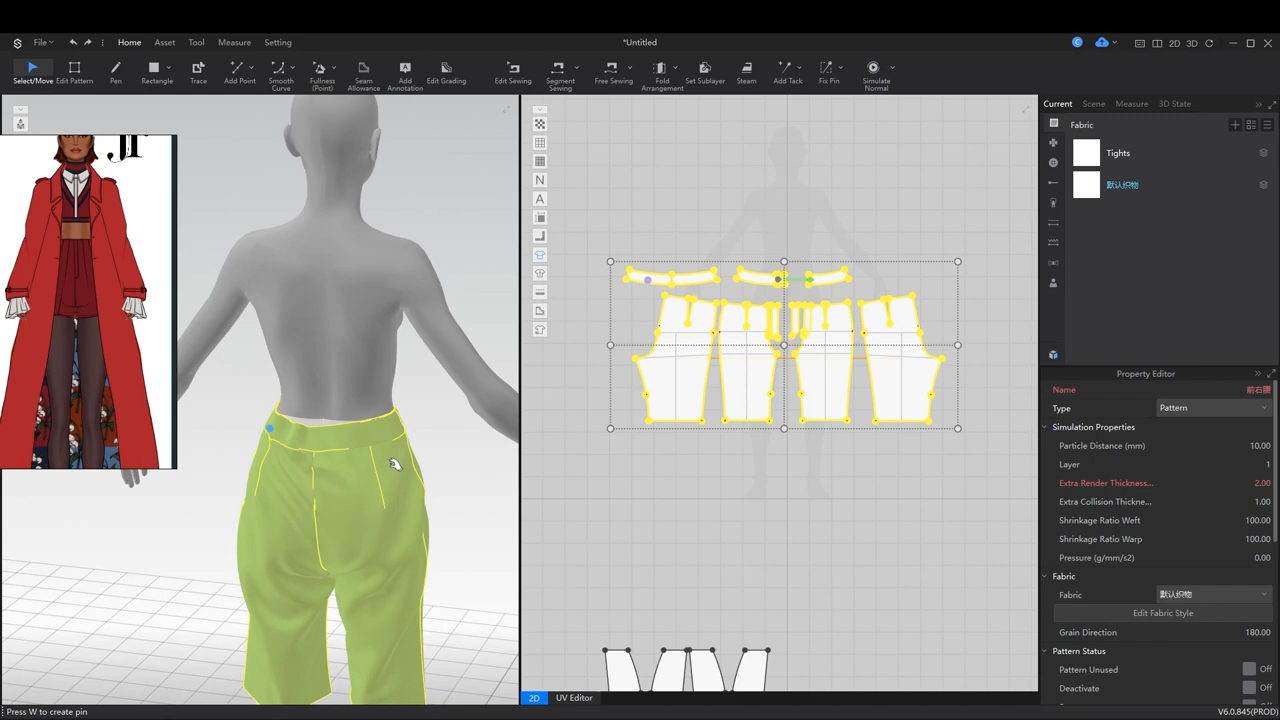 File
Home
Asset
Tool
Measure
Setting
*Untitled
C
2D
3D
Select/Move
Edit Pattern
Pen
Rectangle
Trace
Add Point
Smooth
Curve
Fullness
(Point)
Seam
Allowance
Add
Annotation
Edit Grading
Edit Sewing
Segment
Sewing
Free Sewing
Fold
Arrangement
Set Sublayer
Steam
Add Tack
Fix Pin
Simulate
Normal
N
A
Current
Scene
Measure
3D State
Fabric
Tights
默认织物
Property Editor
Name
前右腰
Type
Pattern
Simulation Properties
Particle Distance (mm)
10.00
Layer
1
Extra Render Thickness...
2.00
Extra Collision Thickne...
1.00
Shrinkage Ratio Weft
100.00
Shrinkage Ratio Warp
100.00
Pressure (g/mm/s2)
0.00
Fabric
Fabric
默认织物
Edit Fabric Style
Grain Direction
180.00
Pattern Status
Pattern Unused
Off
Deactivate
Off
2D
UV Editor
Press W to create pin
V6.0.845(PROD)